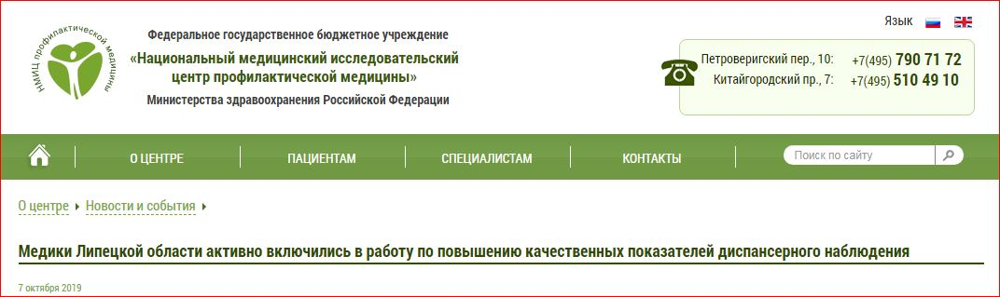 Язык
НМИЦ профилактической медицины
Федеральное государственное бюджетное учреждение
«Национальный медицинский исследовательский
центр профилактической медицины»
Министерства здравоохранения Российской Федерации
Петроверигский пер., 10: +7(495) 790 71 72
Китайгородский пр., 7: +7(495) 510 49 10
О ЦЕНТРЕ ПАЦИЕНТАМ СПЕЦИАЛИСТАМ КОНТАКТЫ Поиск по сайту
О центре Новости и события
Медики Липецкой области активно включились в работу по повышению качественных показателей диспансерного наблюдения
7 октября 2019